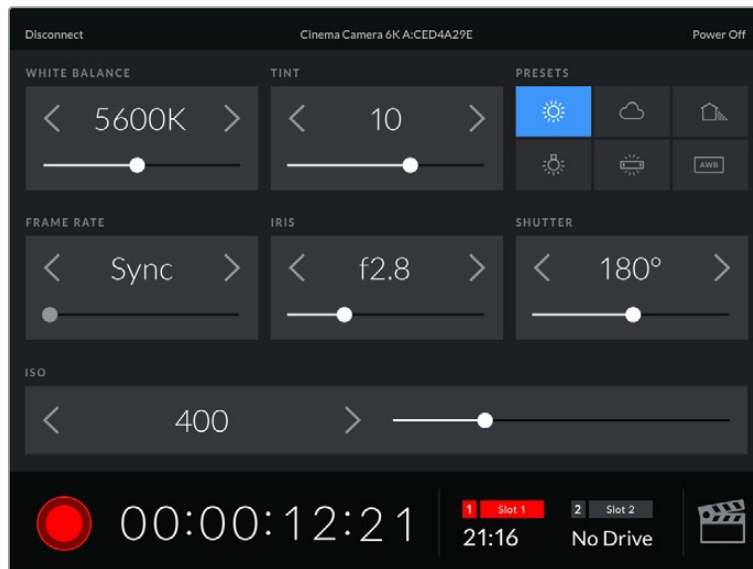 Disconnect Cinema Camera 6K A:CED4A29E Power Off
WHITE BALANCE TINT PRESETS
5600K 10
AWB
FRAME RATE IRIS SHUTTER
Sync f2.8 180°
ISO
400
00:00:12:21
1 Slot 1 2 Slot 2
21:16 No Drive